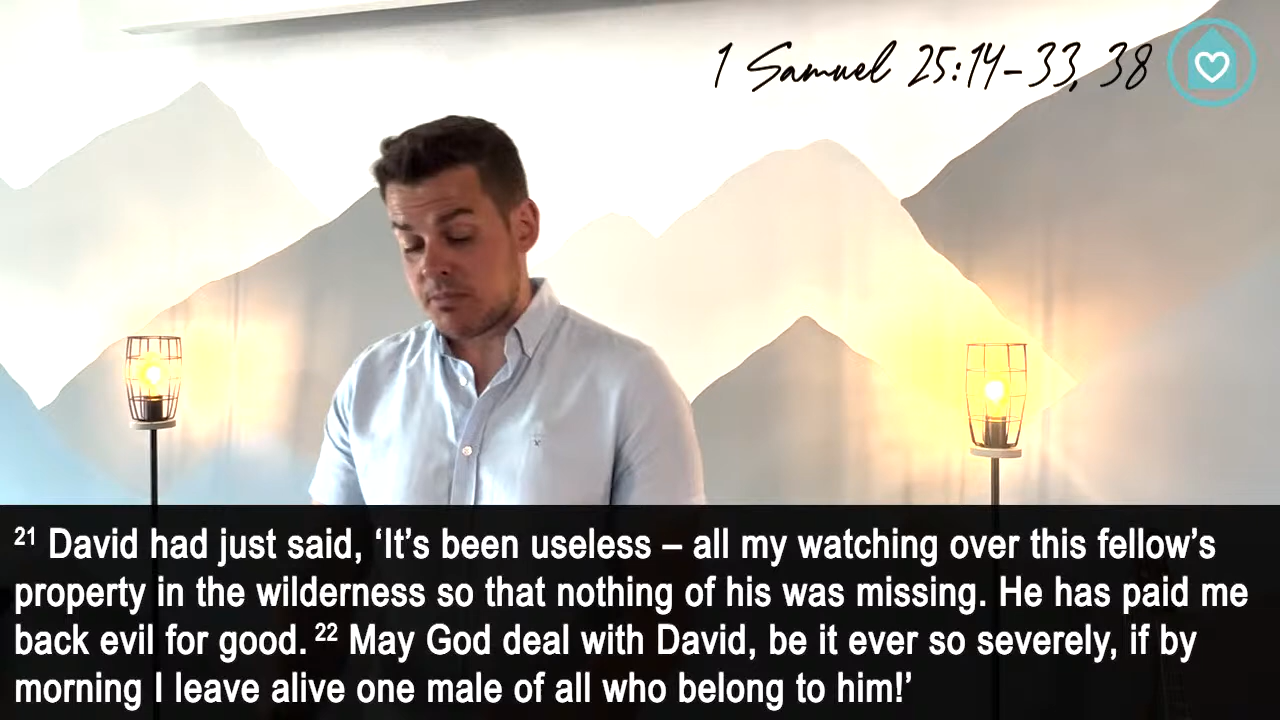 1 Samuel 25:14-33, 38
21 David had just said, ‘It’s been useless – all my watching over this fellow’s
property in the wilderness so that nothing of his was missing. He has paid me
back evil for good. 22 May God deal with David, be it ever so severely, if by
morning I leave alive one male of all who belong to him!’